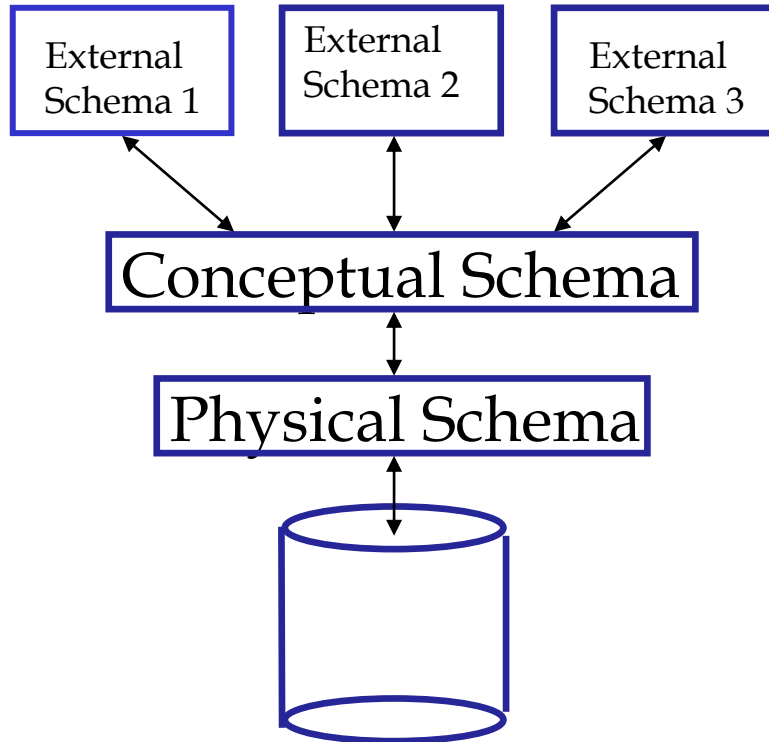 External
Schema 1
External
Schema 2
External
Schema 3
Conceptual Schema
Physical Schema